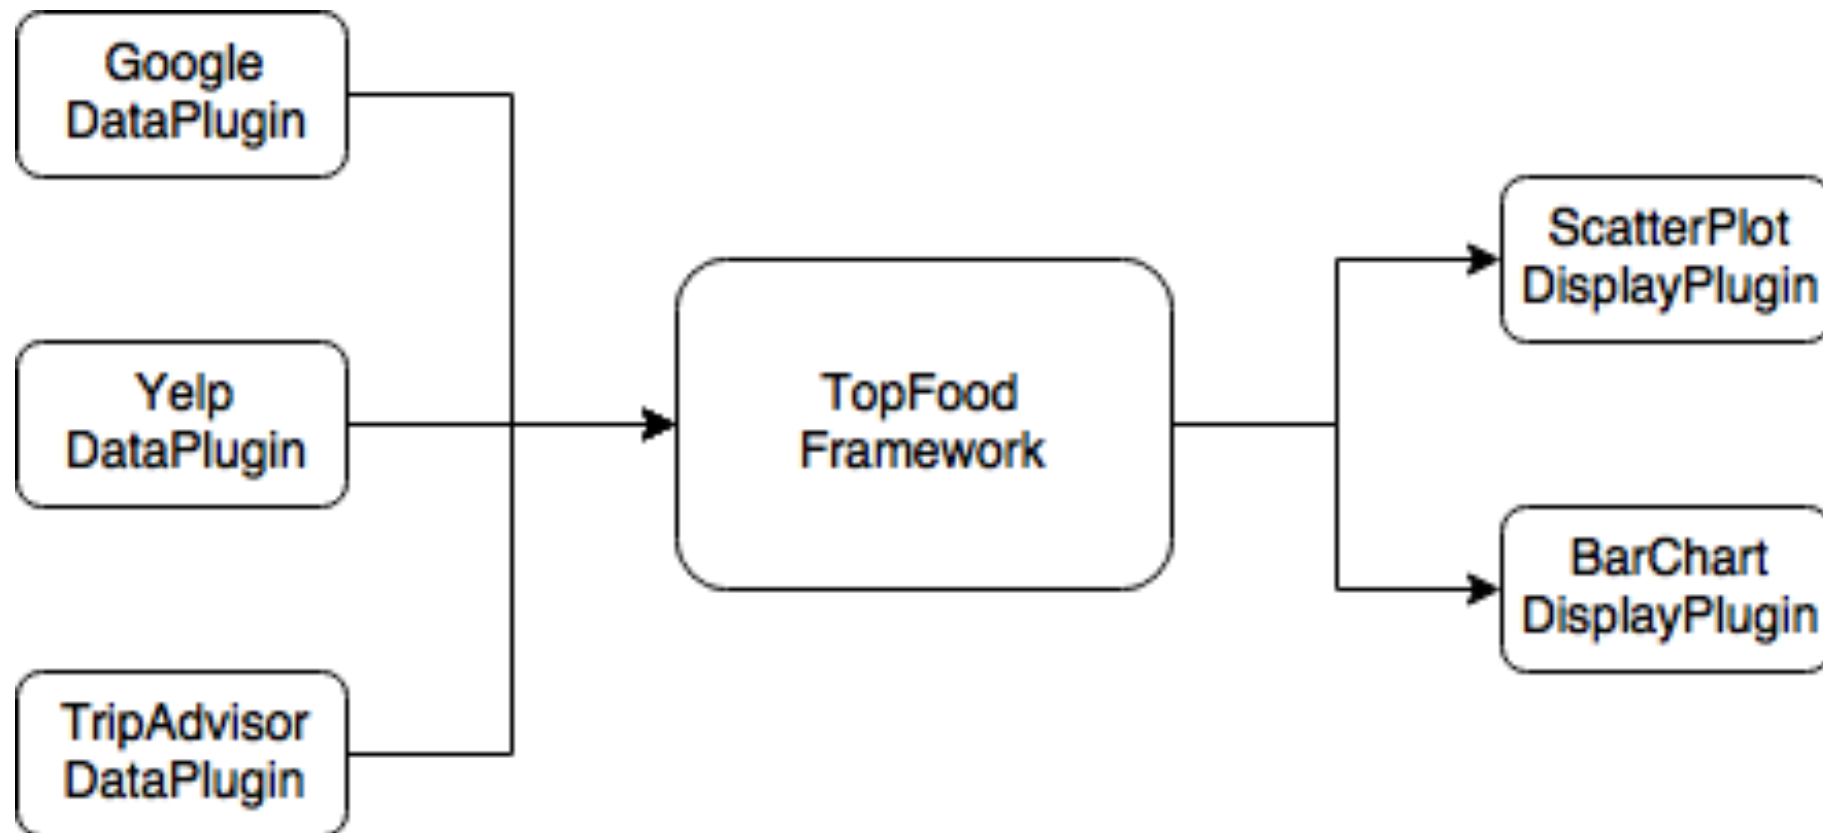 Google
DataPlugin
Yelp
DataPlugin
TripAdvisor
DataPlugin
TopFood
Framework
ScatterPlot
DisplayPlugin
BarChart
DisplayPlugin